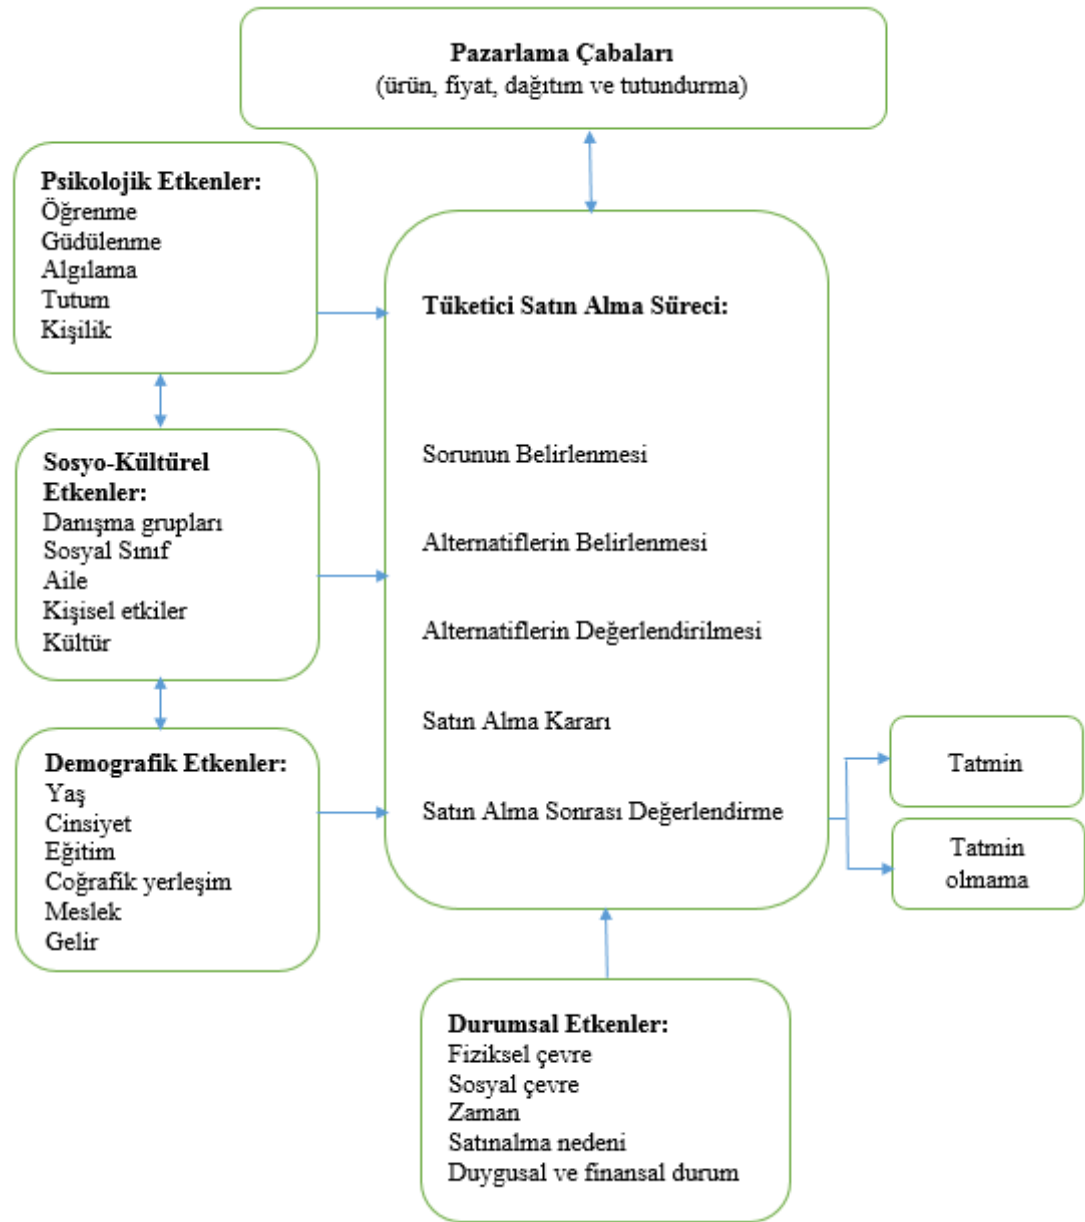 Pazarlama Çabaları
(ürün, fiyat, dağıtım ve tutundurma)
Psikolojik Etkenler:
Öğrenme
Güdülenme
Algılama
Tutum
Kişilik
Sosyo-Kültürel
Etkenler:
Danışma grupları
Sosyal Sınıf
Aile
Kişisel etkiler
Kültür
Demografik Etkenler:
Yaş
Cinsiyet
Eğitim
Coğrafik yerleşim
Meslek
Gelir
Tüketici Satın Alma Süreci:
Sorunun Belirlenmesi
Alternatiflerin Belirlenmesi
Alternatiflerin Değerlendirilmesi
Satın Alma Kararı
Satın Alma Sonrası Değerlendirme
Tatmin
Tatmin
olmama
Durumsal Etkenler:
Fiziksel çevre
Sosyal çevre
Zaman
Satınalma nedeni
Duygusal ve finansal durum